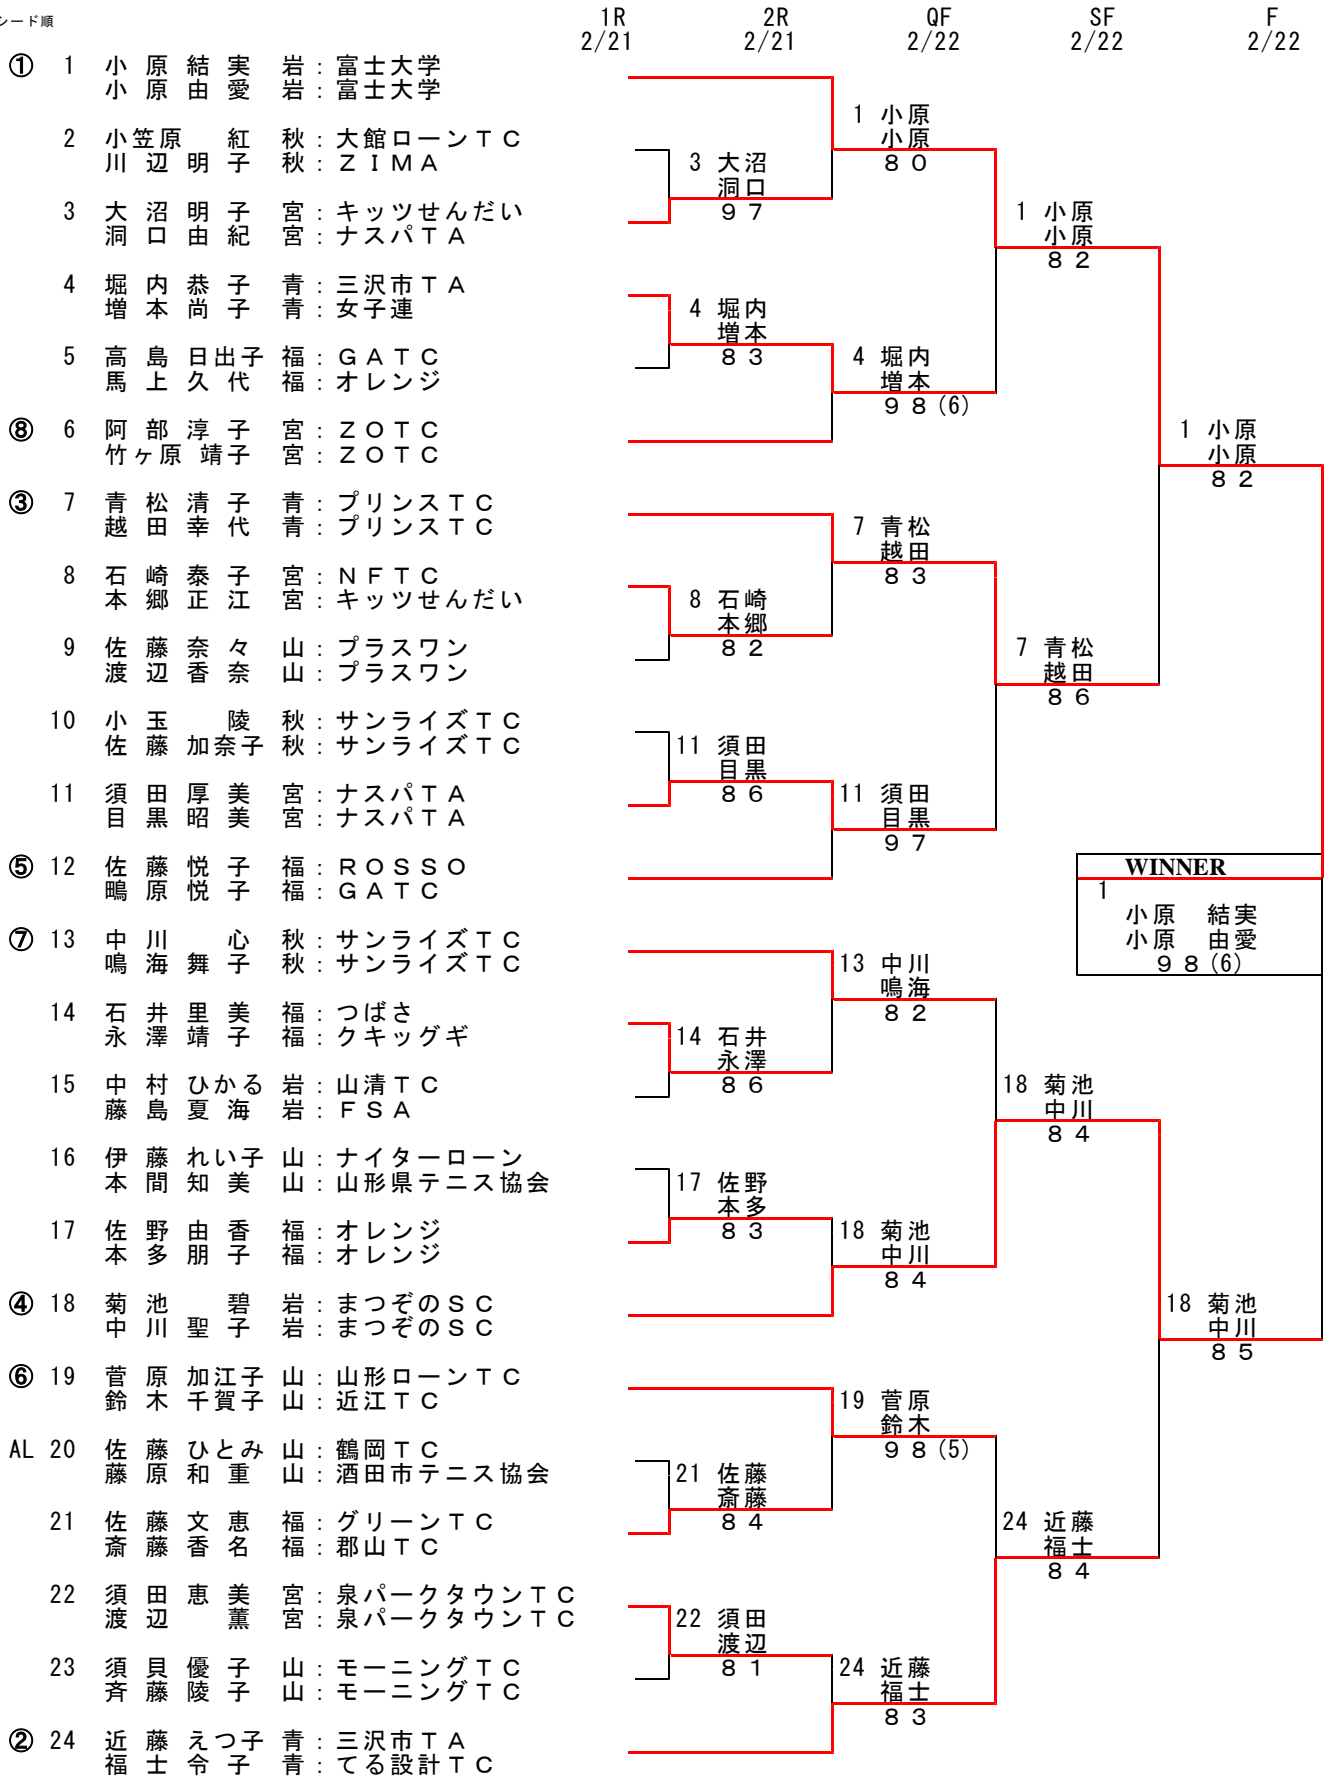 シード順 1R 2R QF SF F
2/21 2/21 2/22 2/22 2/22
① 1 小 原 結 実 岩 : 富士大学
小 原 由 愛 岩 : 富士大学
2 小笠原 紅 秋 : 大館ローンＴＣ
川 辺 明 子 秋 : ＺＩＭＡ
3 大 沼 明 子 宮 : キッツせんだい
洞 口 由 紀 宮 : ナスパＴＡ
4 堀 内 恭 子 青 : 三沢市ＴＡ
増 本 尚 子 青 : 女子連
5 高 島 日出子 福 : ＧＡＴＣ
馬 上 久 代 福 : オレンジ
⑧ 6 阿 部 淳 子 宮 : ＺＯＴＣ
竹ヶ原 靖子 宮 : ＺＯＴＣ
③ 7 青 松 清 子 青 : プリンスＴＣ
越 田 幸 代 青 : プリンスＴＣ
8 石 崎 泰 子 宮 : ＮＦＴＣ
本 郷 正 江 宮 : キッツせんだい
9 佐 藤 奈 々 山 : プラスワン
渡 辺 香 奈 山 : プラスワン
10 小 玉 陵 秋 : サンライズＴＣ
佐 藤 加奈子 秋 : サンライズＴＣ
11 須 田 厚 美 宮 : ナスパＴＡ
目 黒 昭 美 宮 : ナスパＴＡ
⑤ 12 佐 藤 悦 子 福 : ＲＯＳＳＯ
鴫 原 悦 子 福 : ＧＡＴＣ
⑦ 13 中 川 心 秋 : サンライズＴＣ
鳴 海 舞 子 秋 : サンライズＴＣ
14 石 井 里 美 福 : つばさ
永 澤 靖 子 福 : クキッグギ
15 中 村 ひかる 岩 : 山清ＴＣ
藤 島 夏 海 岩 : ＦＳＡ
16 伊 藤 れい子 山 : ナイターローン
本 間 知 美 山 : 山形県テニス協会
17 佐 野 由 香 福 : オレンジ
本 多 朋 子 福 : オレンジ
④ 18 菊 池 碧 岩 : まつぞのＳＣ
中 川 聖 子 岩 : まつぞのＳＣ
⑥ 19 菅 原 加江子 山 : 山形ローンＴＣ
鈴 木 千賀子 山 : 近江ＴＣ
AL 20 佐 藤 ひとみ 山 : 鶴岡ＴＣ
藤 原 和 重 山 : 酒田市テニス協会
21 佐 藤 文 恵 福 : グリーンＴＣ
斎 藤 香 名 福 : 郡山ＴＣ
22 須 田 恵 美 宮 : 泉パークタウンＴＣ
渡 辺 薫 宮 : 泉パークタウンＴＣ
23 須 貝 優 子 山 : モーニングＴＣ
斉 藤 陵 子 山 : モーニングＴＣ
② 24 近 藤 えつ子 青 : 三沢市ＴＡ
福 士 令 子 青 : てる設計ＴＣ
3 大沼
洞口
９７
4 堀内
増本
８３
8 石崎
本郷
８２
11 須田
目黒
８６
14 石井
永澤
８６
17 佐野
本多
８３
21 佐藤
斎藤
８４
22 須田
渡辺
８１
1 小原
小原
８０
4 堀内
増本
９８(6)
7 青松
越田
８３
11 須田
目黒
９７
13 中川
鳴海
８２
18 菊池
中川
８４
19 菅原
鈴木
９８(5)
24 近藤
福士
８３
1 小原
小原
８２
7 青松
越田
８６
18 菊池
中川
８４
24 近藤
福士
８４
1 小原
小原
８２
18 菊池
中川
８５
WINNER
1
小原 結実
小原 由愛
９８(6)